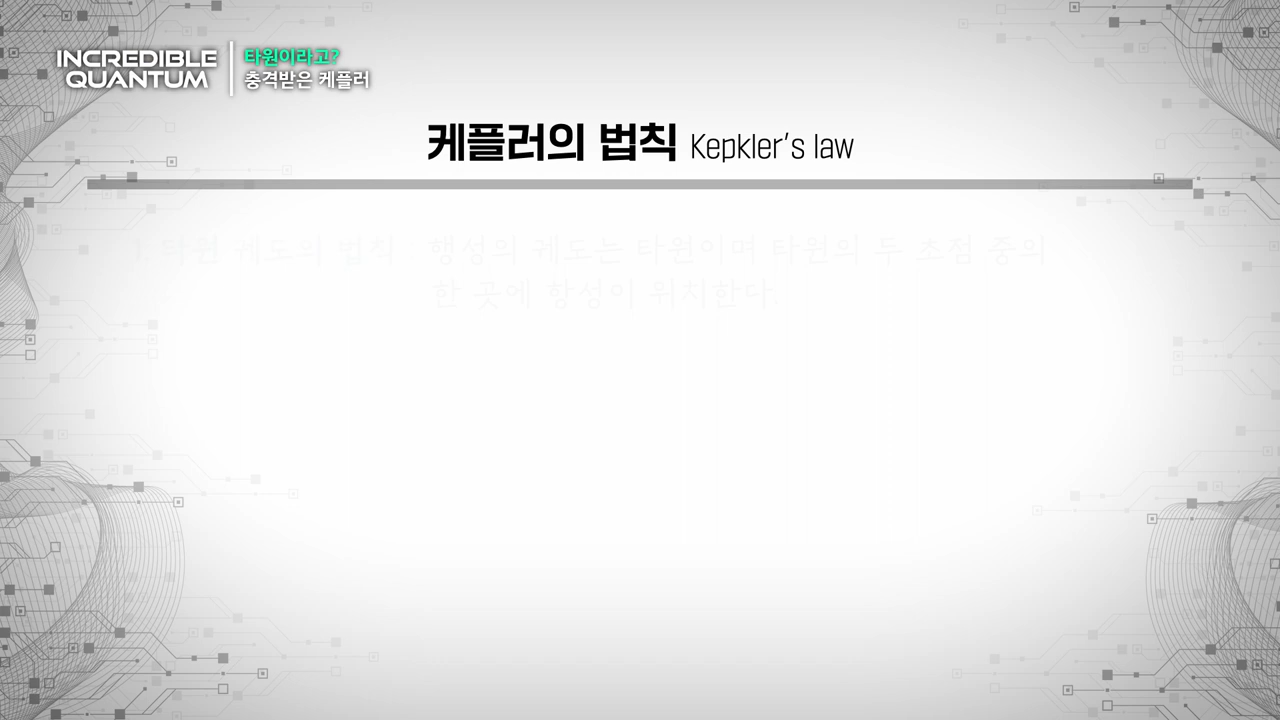 INCREDIBLE
QUANTUM
타원이라고?
충격받은 케플러
케플러의 법칙 Kepkler's law
1. 타원 궤도의 법칙 : 행성의 궤도는 타원이며 타원의 두 초점 중의
한 곳에 항성이 위치한다.